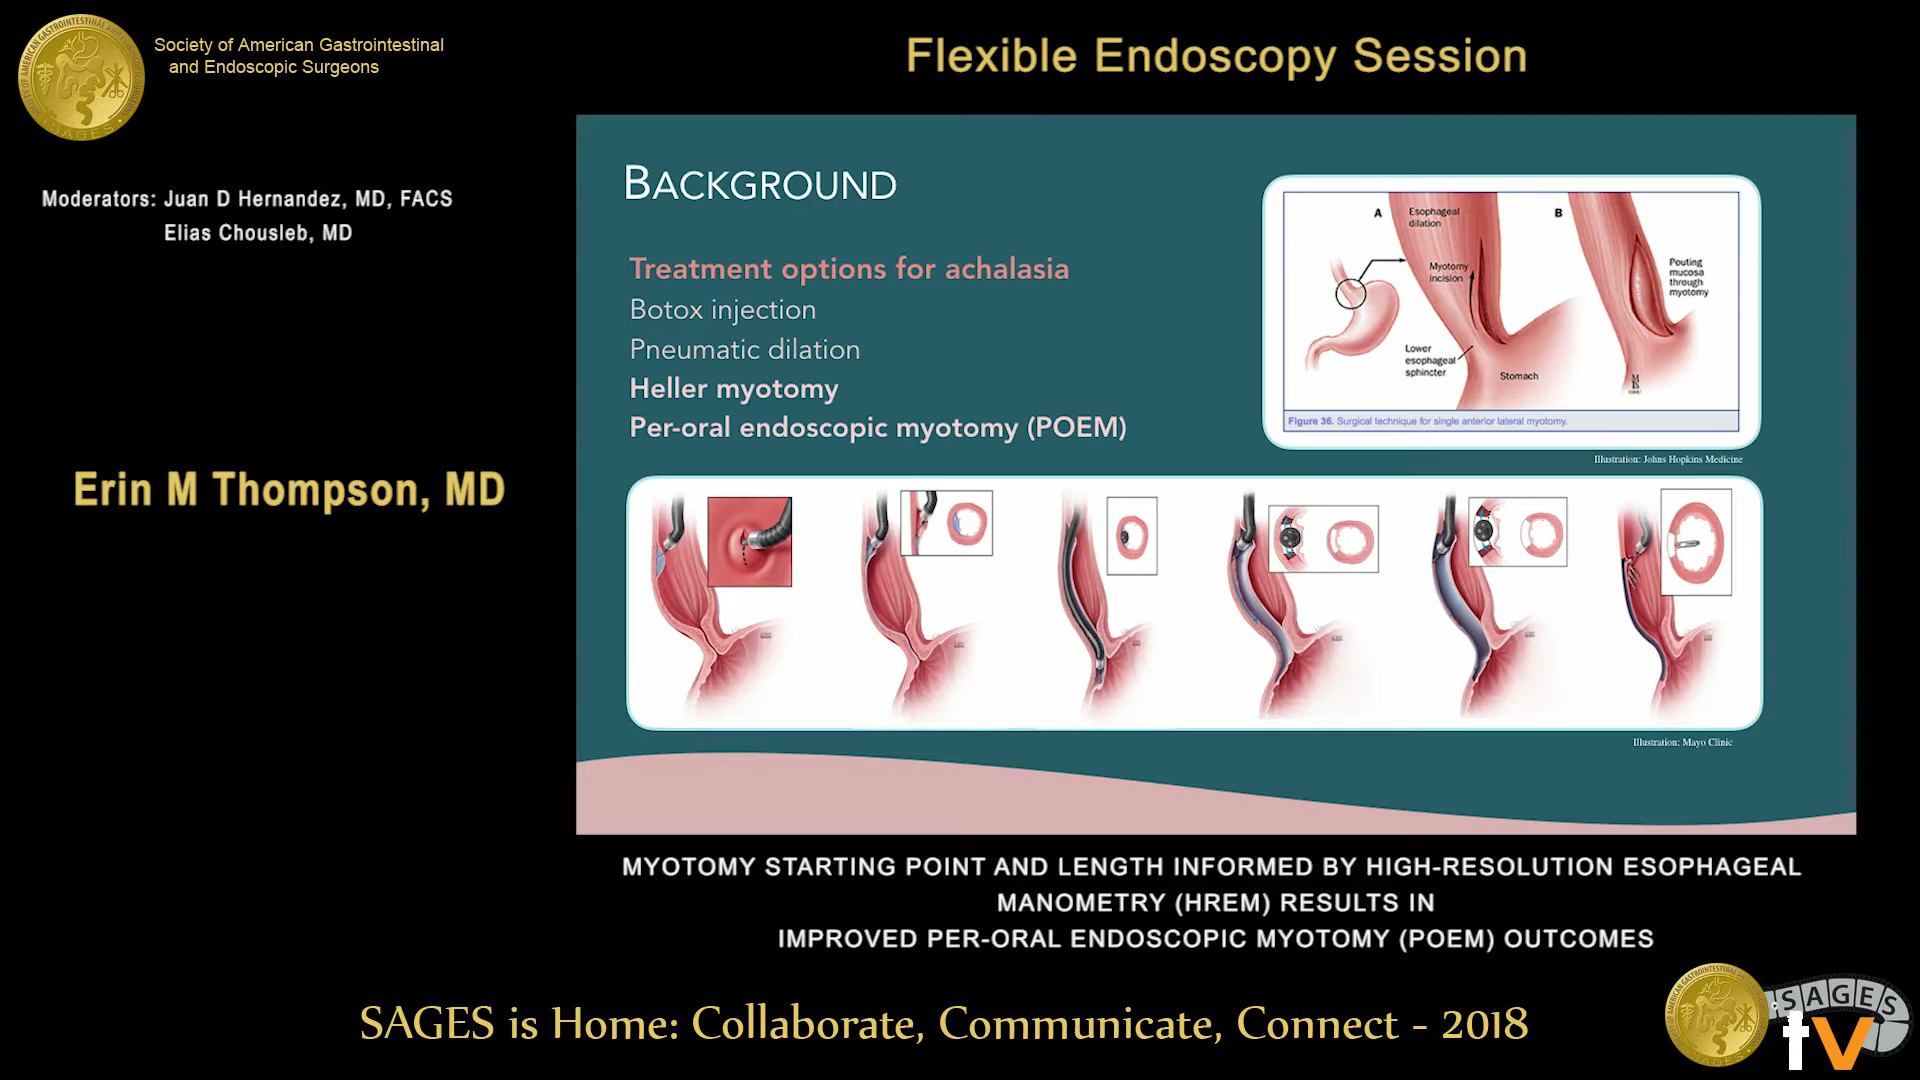 Society of American Gastrointestinal
and Endoscopic Surgeons
Flexible Endoscopy Session
Moderators: Juan D Hernandez, MD, FACS
Elias Chousleb, MD
Erin M Thompson, MD
BACKGROUND
Treatment options for achalasia
Botox injection
Pneumatic dilation
Heller myotomy
Per-oral endoscopic myotomy (POEM)
A
Esophageal
dilation
Myotomy
incision
Lower
esophageal
sphincter
Stomach
B
Pouting
mucosa
through
myotomy
Figure 36. Surgical technique for single anterior lateral myotomy.
Illustration: Johns Hopkins Medicine
Illustration: Mayo Clinic
MYOTOMY STARTING POINT AND LENGTH INFORMED BY HIGH-RESOLUTION ESOPHAGEAL
MANOMETRY (HREM) RESULTS IN
IMPROVED PER-ORAL ENDOSCOPIC MYOTOMY (POEM) OUTCOMES
SAGES is Home: Collaborate, Communicate, Connect - 2018
SAGES
tv